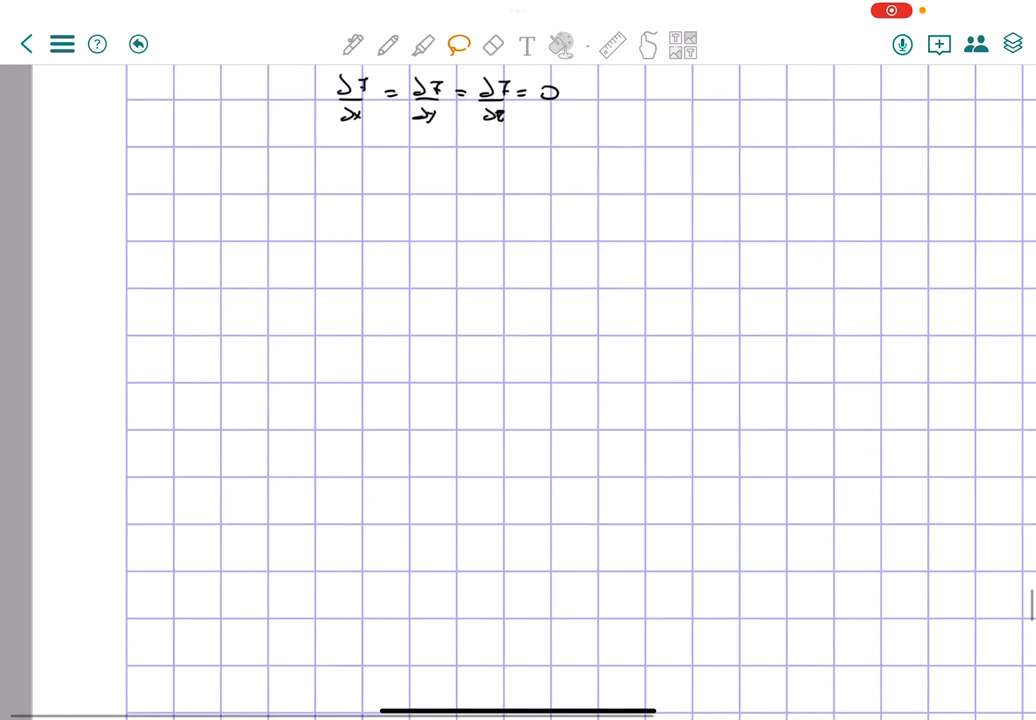 ∂F/∂x = ∂F/∂y = ∂F/∂z = 0